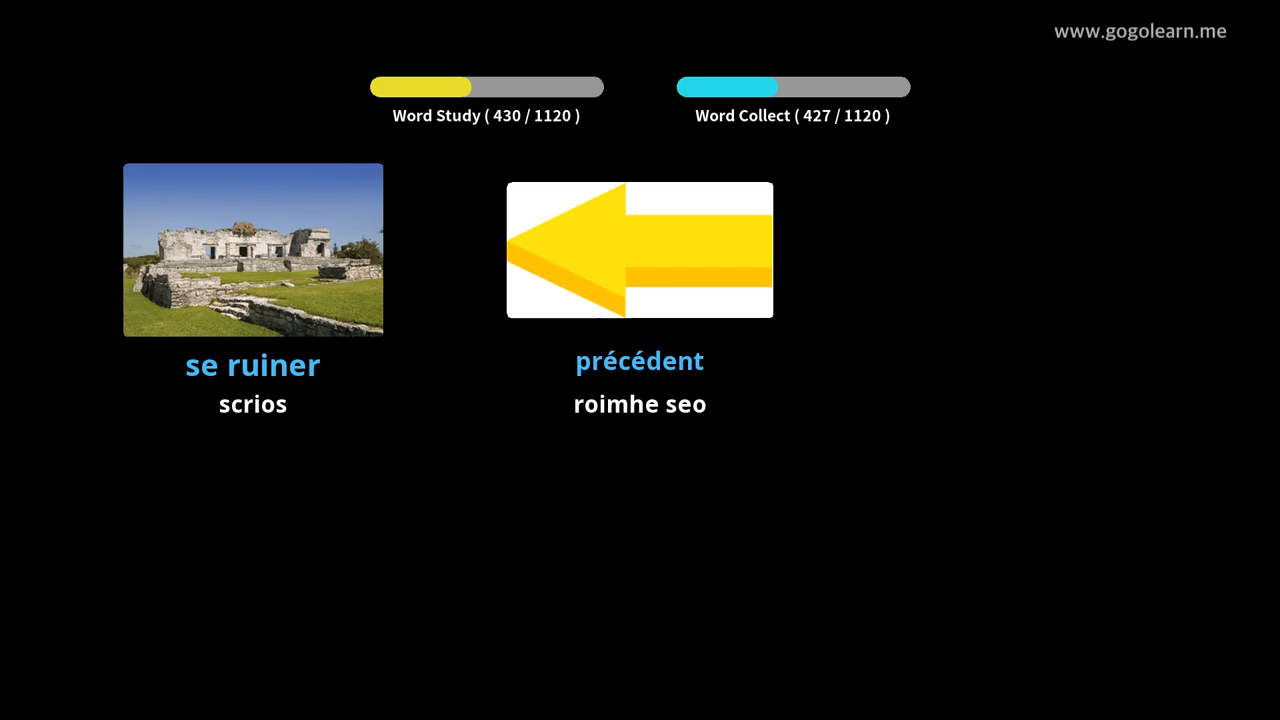 www.gogolearn.me
Word Study ( 430 / 1120 )
Word Collect ( 427 / 1120 )
se ruiner
scrios
précédent
roimhe seo